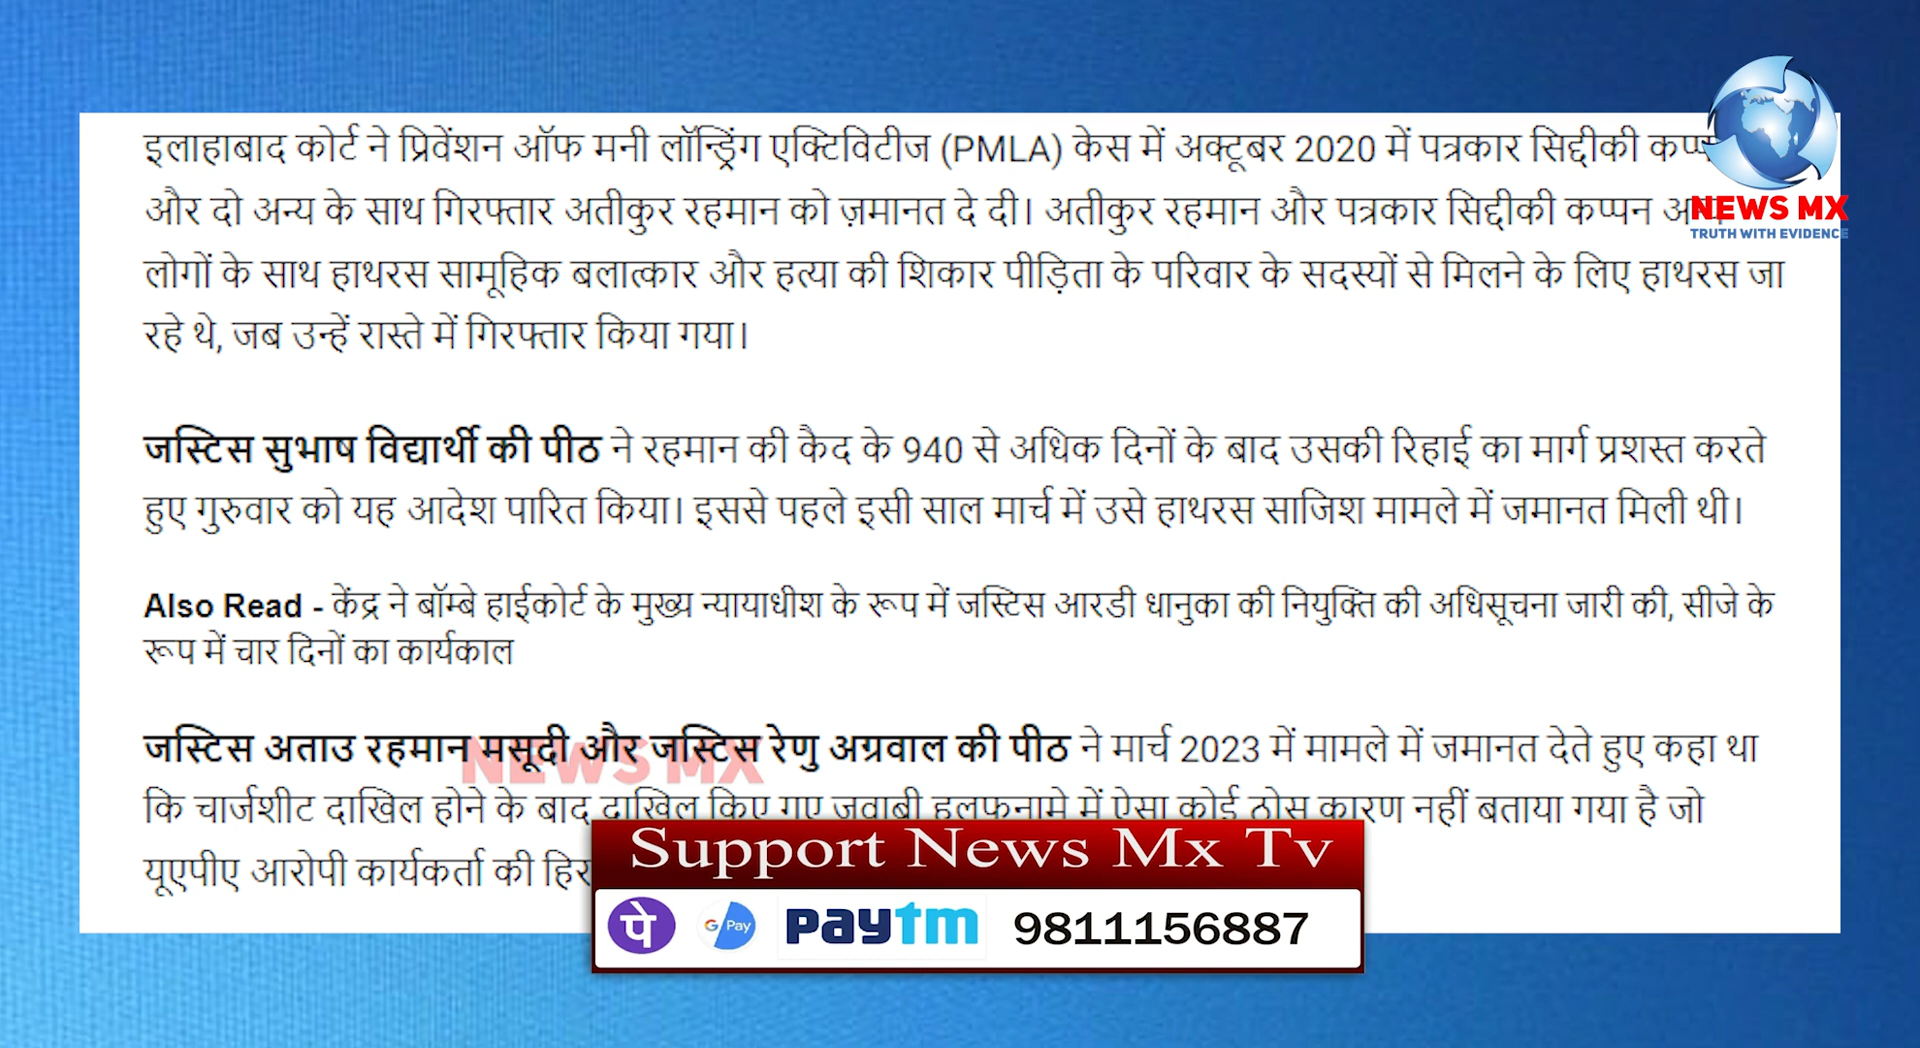 इलाहाबाद कोर्ट ने प्रिवेंशन ऑफ मनी लॉन्ड्रिंग एक्टिविटीज (PMLA) केस में अक्टूबर 2020 में पत्रकार सिद्दीकी
और दो अन्य के साथ गिरफ्तार अतीकुर रहमान को ज़मानत दे दी। अतीकुर रहमान और पत्रकार सिद्दीकी कप्पन
NEWS MX
TRUTH WITH EVIDENCE
लोगों के साथ हाथरस सामूहिक बलात्कार और हत्या की शिकार पीड़िता के परिवार के सदस्यों से मिलने के लिए हाथरस जा
रहे थे, जब उन्हें रास्ते में गिरफ्तार किया गया।
जस्टिस सुभाष विद्यार्थी की पीठ ने रहमान की कैद के 940 से अधिक दिनों के बाद उसकी रिहाई का मार्ग प्रशस्त करते
हुए गुरुवार को यह आदेश पारित किया। इससे पहले इसी साल मार्च में उसे हाथरस साजिश मामले में जमानत मिली थी।
Also Read - केंद्र ने बॉम्बे हाईकोर्ट के मुख्य न्यायाधीश के रूप में जस्टिस आरडी धानुका की नियुक्ति की अधिसूचना जारी की, सीजे के
रूप में चार दिनों का कार्यकाल
जस्टिस अताउ रहमान मसूदी और जस्टिस रेणु अग्रवाल की पीठ ने मार्च 2023 में मामले में जमानत देते हुए कहा था
NEWS MX
कि चार्जशीट दाखिल होने के बाद दाखिल किए गए जवाबी हलफनामे में ऐसा कोई ठोस कारण नहीं बताया गया है जो
यूएपीए आरोपी कार्यकर्ता की
Support News Mx Tv
पे
G Pay
paytm
9811156887